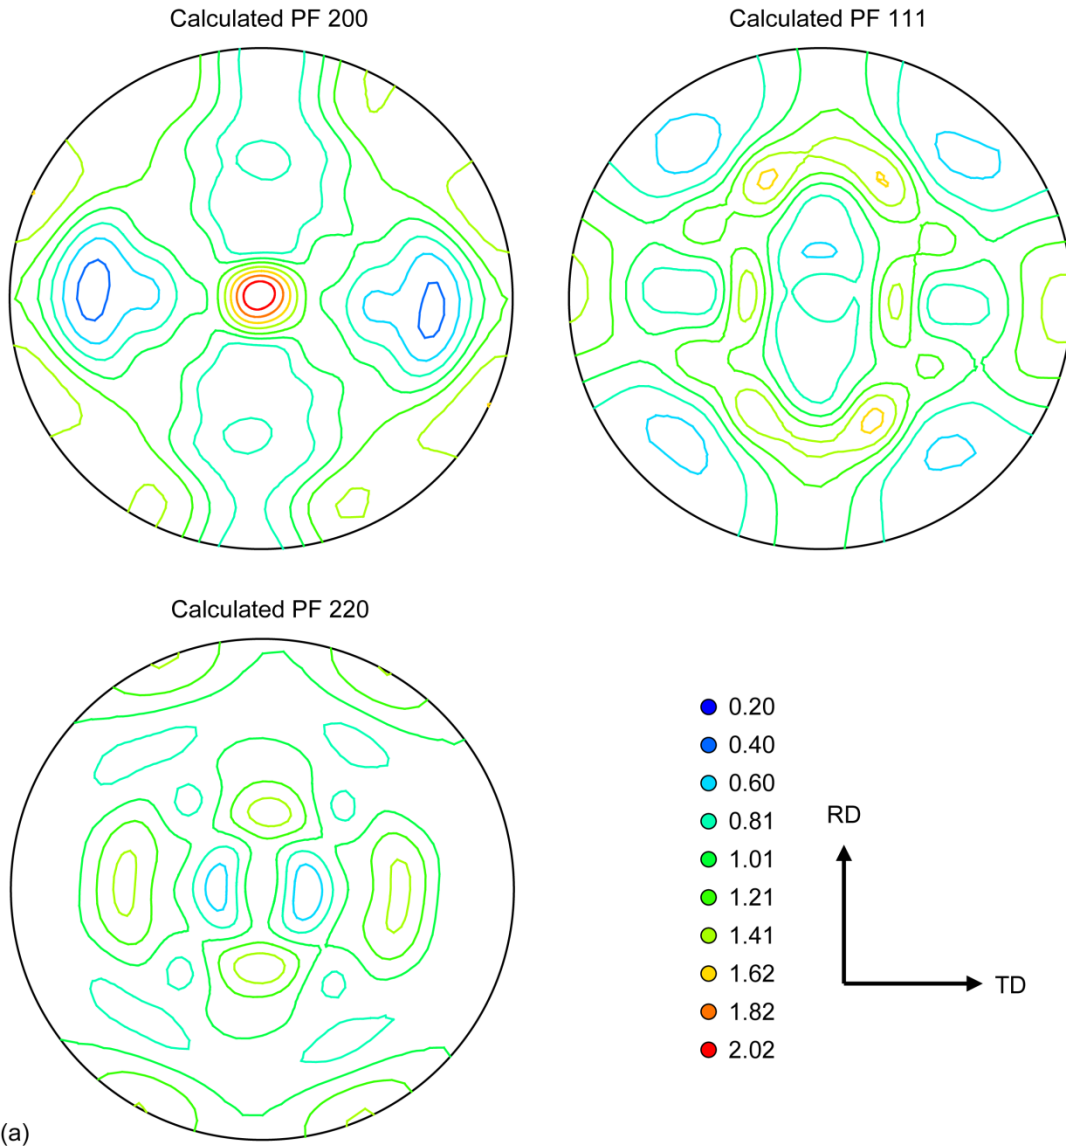 Calculated PF 200
Calculated PF 111
Calculated PF 220
0.20
0.40
0.60
0.81
1.01
1.21
1.41
1.62
1.82
2.02
RD
TD
(a)